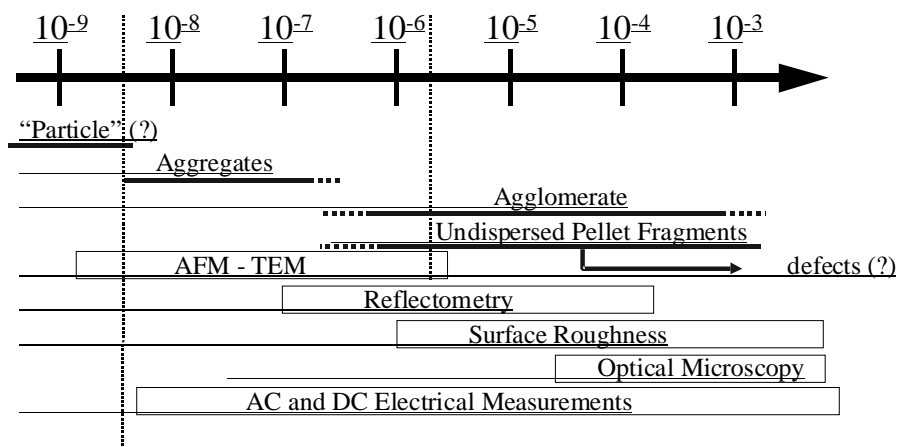 10-9 10-8 10-7 10-6 10-5 10-4 10-3
“Particle” (?)
Aggregates
Agglomerate
Undispersed Pellet Fragments
AFM - TEM defects (?)
Reflectometry
Surface Roughness
Optical Microscopy
AC and DC Electrical Measurements